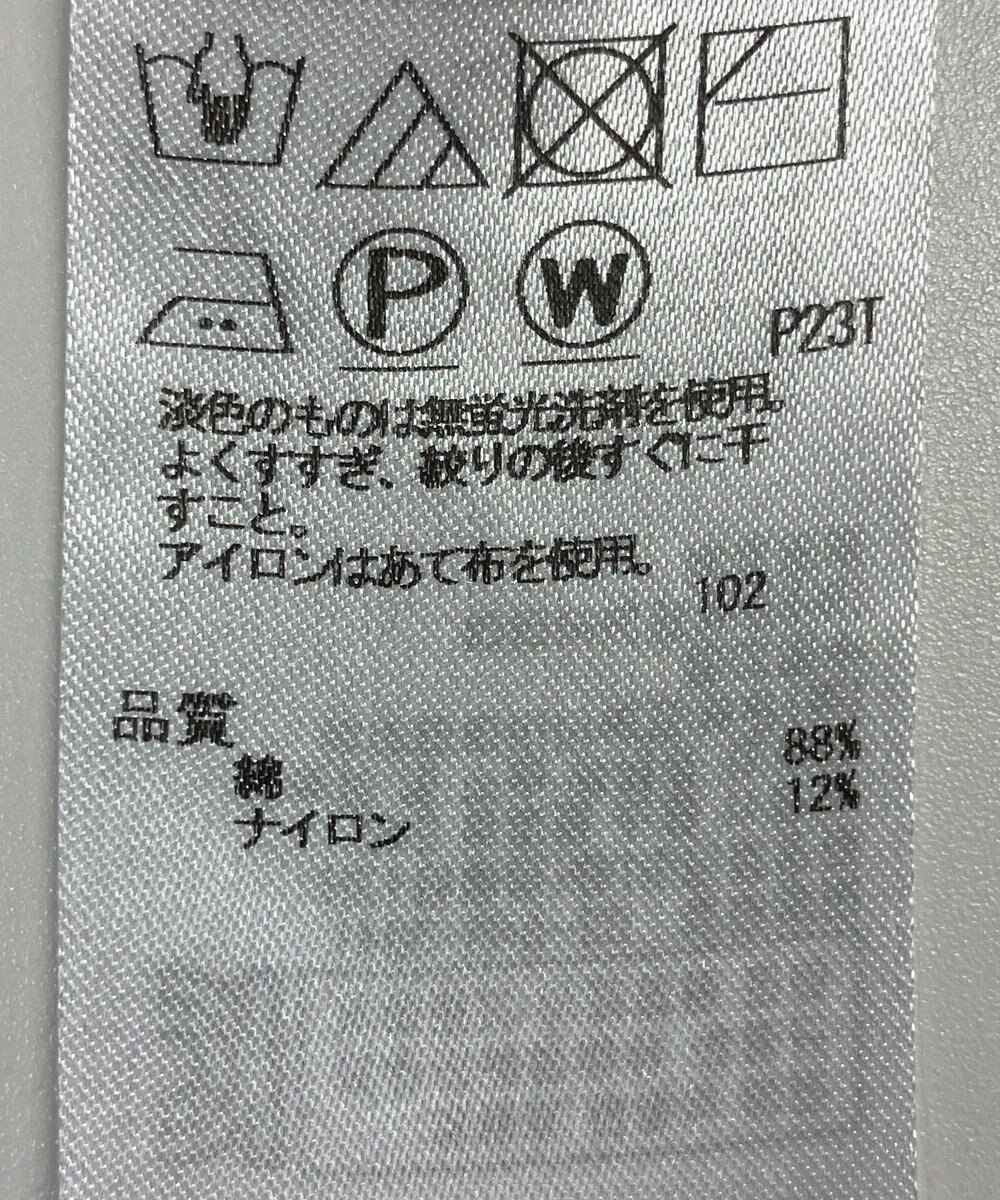 P
W
P23T
淡色のものは無蛍光洗剤を使用。
よくすすぎ、絞りの後すぐに干
すこと。
アイロンはあて布を使用。
102
品質
綿 88%
ナイロン 12%